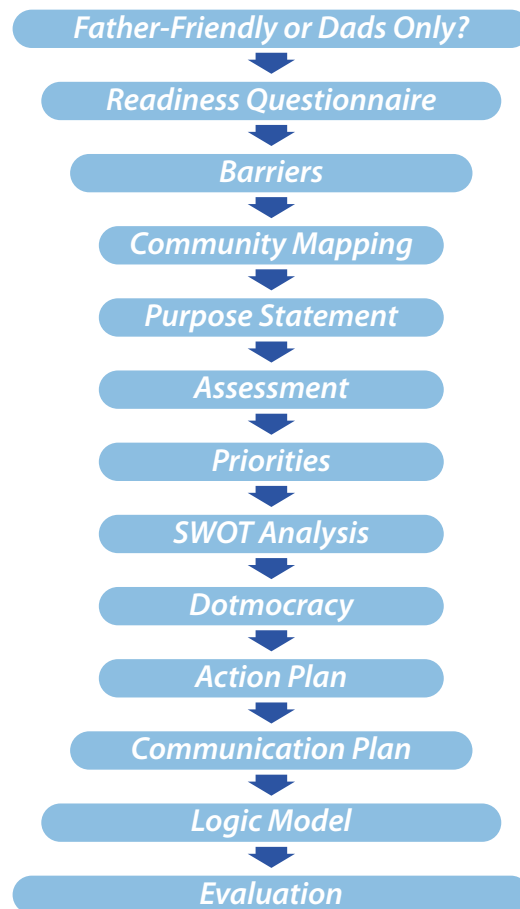 Father-Friendly or Dads Only?
Readiness Questionnaire
Barriers
Community Mapping
Purpose Statement
Assessment
Priorities
SWOT Analysis
Dotmocracy
Action Plan
Communication Plan
Logic Model
Evaluation